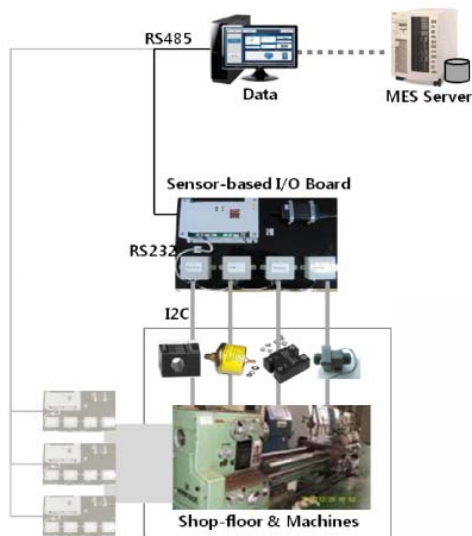 RS485
Data
MES Server
Sensor-based I/O Board
RS232
I2C
Shop-floor & Machines